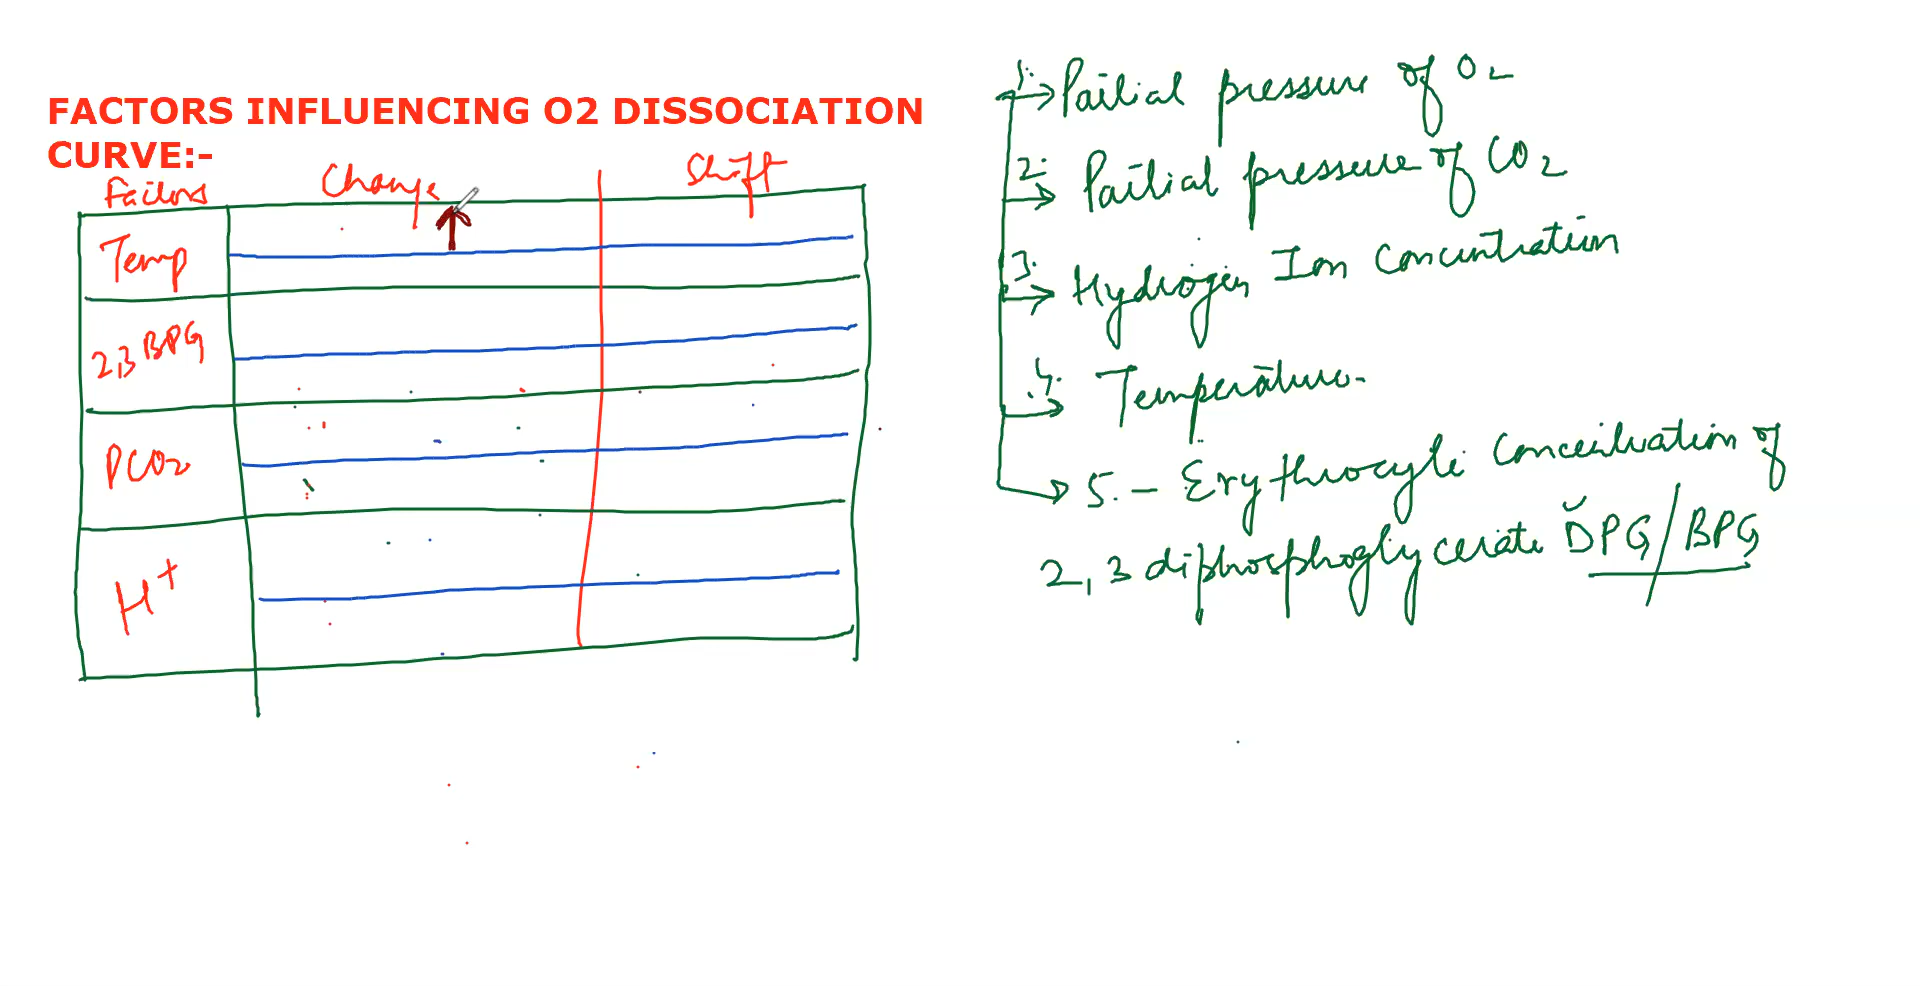 FACTORS INFLUENCING O2 DISSOCIATION
CURVE:-
Factors Change Shift
Temp
2,3 BPG
PCO2
H+
1. Partial pressure of O2
2. Partial pressure of CO2
3. Hydrogen Ion Concentration
4. Temperature
5. - Erythrocyte Concentration of
2,3 diphosphoglycerate DPG/BPG